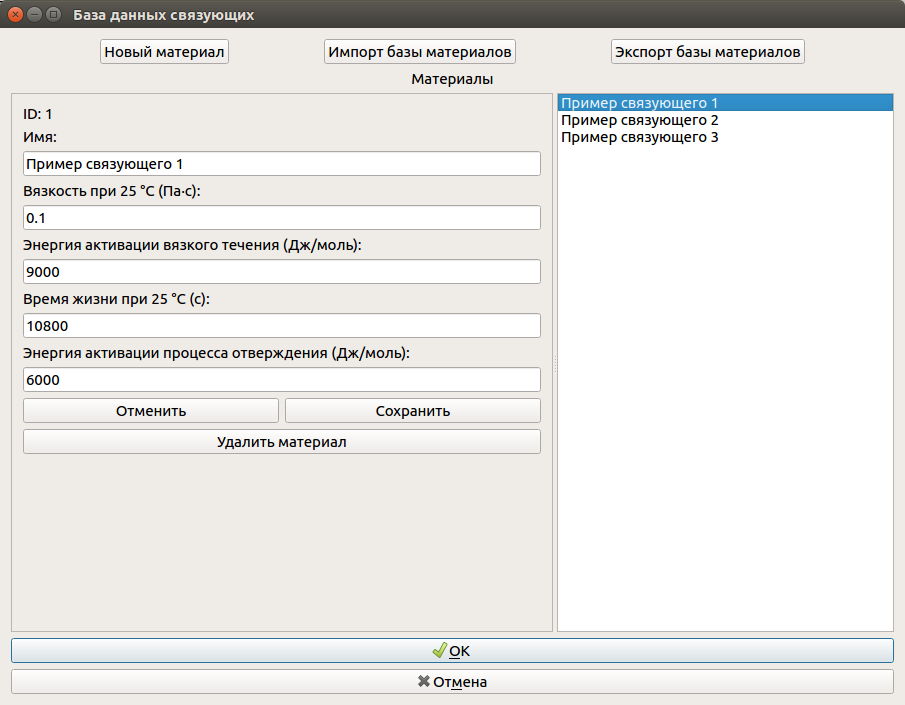 База данных связующих
Новый материал
Импорт базы материалов
Экспорт базы материалов
Материалы
ID: 1
Имя:
Пример связующего 1
Вязкость при 25 °C (Па·с):
0.1
Энергия активации вязкого течения (Дж/моль):
9000
Время жизни при 25 °C (с):
10800
Энергия активации процесса отверждения (Дж/моль):
6000
Отменить
Сохранить
Удалить материал
Пример связующего 1
Пример связующего 2
Пример связующего 3
OK
Отмена